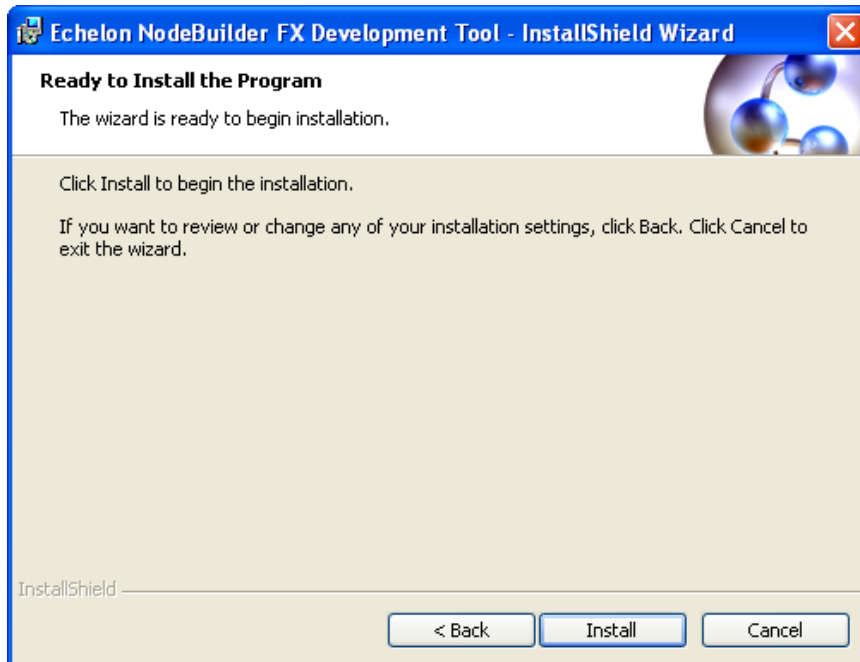 Echelon NodeBuilder FX Development Tool - InstallShield Wizard
Ready to Install the Program
The wizard is ready to begin installation.
Click Install to begin the installation.
If you want to review or change any of your installation settings, click Back. Click Cancel to
exit the wizard.
InstallShield
< Back Install Cancel